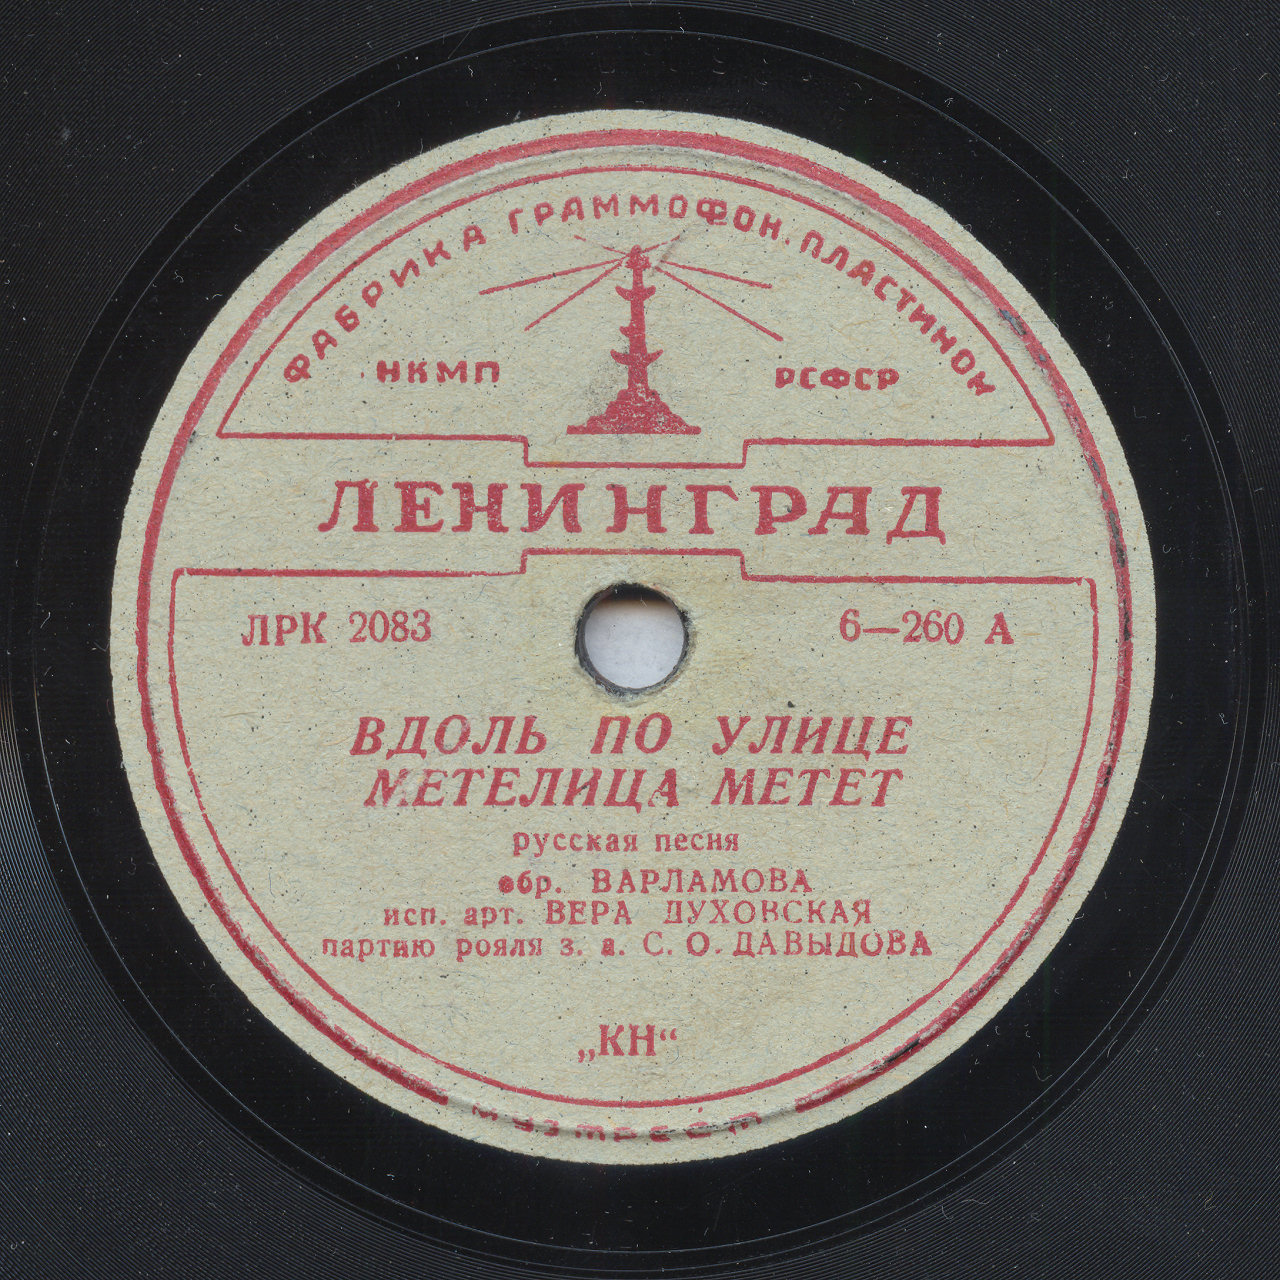 ФАБРИКА ГРАММОФОН. ПЛАСТИНОК
НКМП РСФСР
ЛЕНИНГРАД
ЛРК 2083 6—260 А
ВДОЛЬ ПО УЛИЦЕ
МЕТЕЛИЦА МЕТЕТ
русская песня
обр. ВАРЛАМОВА
исп. арт. ВЕРА ДУХОВСКАЯ
партию рояля з. а. С. О. ДАВЫДОВА
„КН“
МУЗТРЕСТ